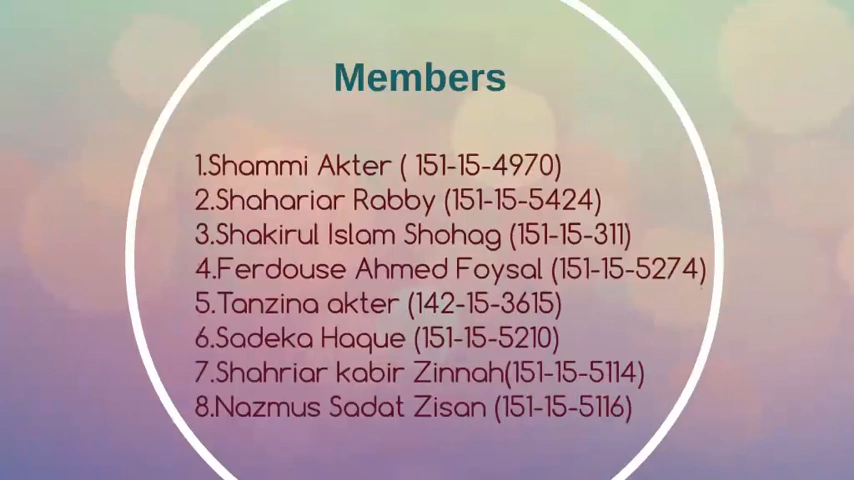 Members
1.Shammi Akter ( 151-15-4970)
2.Shahariar Rabby (151-15-5424)
3.Shakirul Islam Shohag (151-15-311)
4.Ferdouse Ahmed Foysal (151-15-5274)
5.Tanzina akter (142-15-3615)
6.Sadeka Haque (151-15-5210)
7.Shahriar kabir Zinnah(151-15-5114)
8.Nazmus Sadat Zisan (151-15-5116)